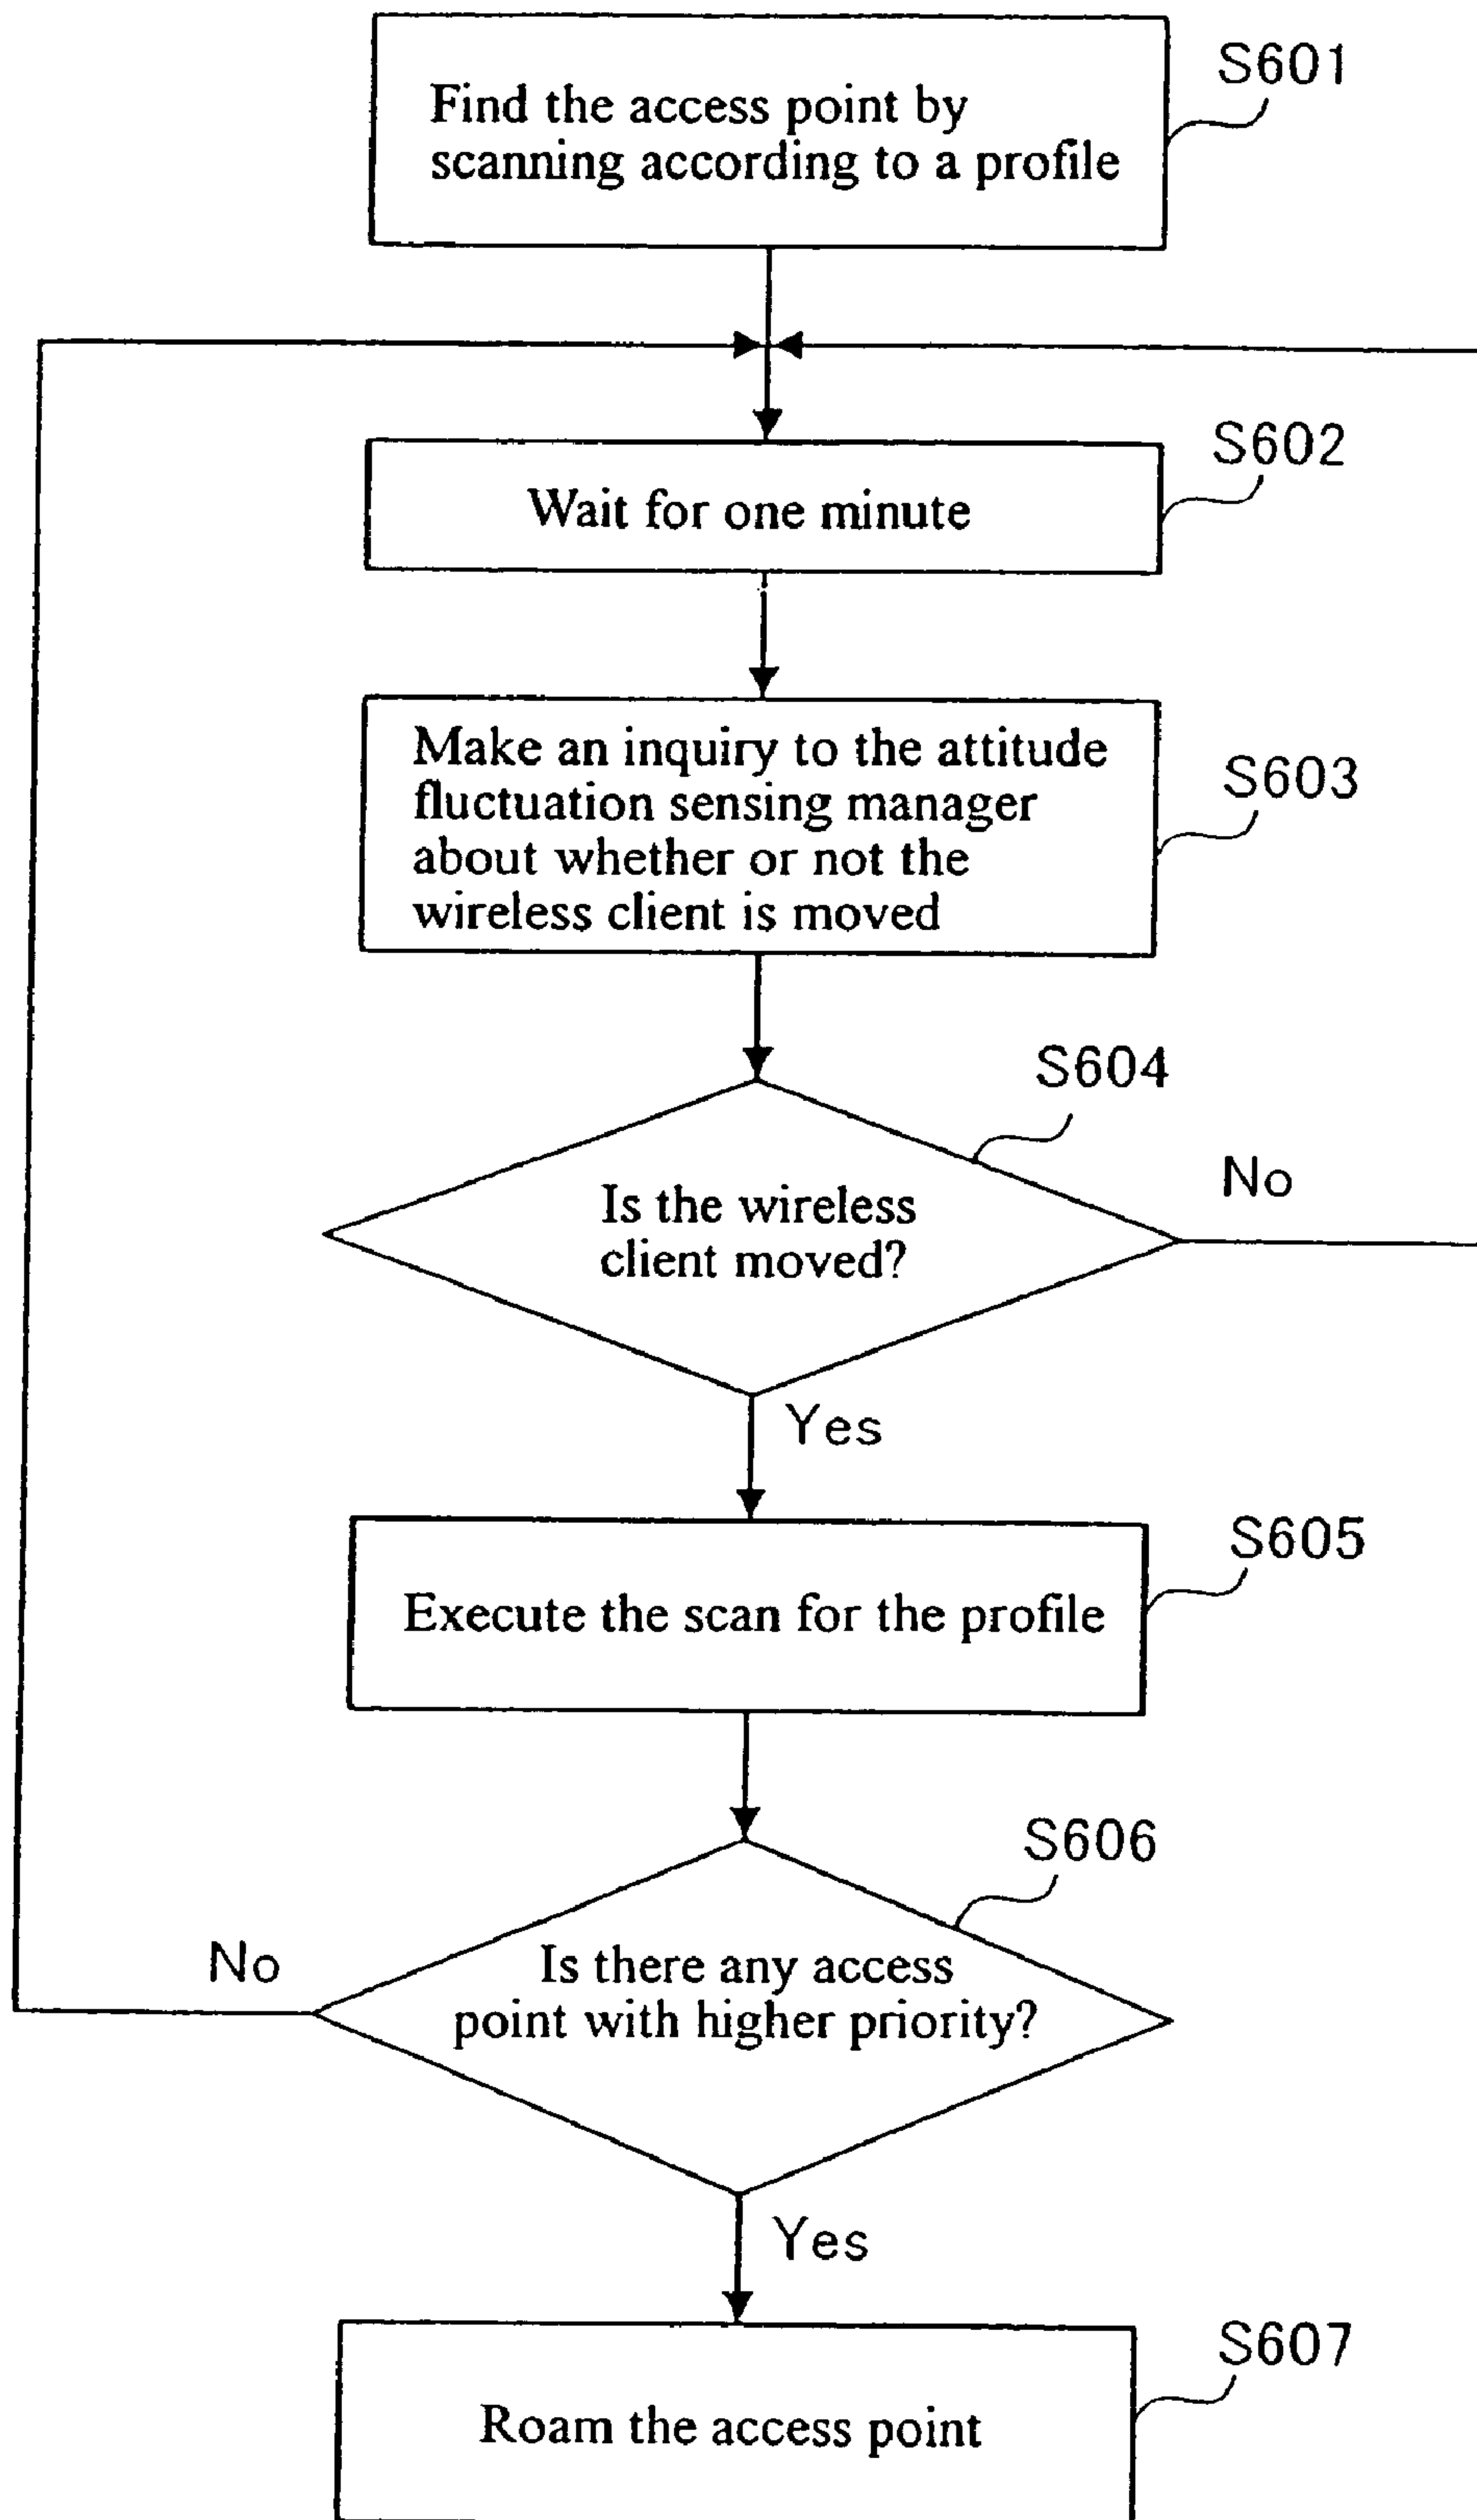 S601
Find the access point by
scanning according to a profile
S602
Wait for one minute
Make an inquiry to the attitude
fluctuation sensing manager
about whether or not the
wireless client is moved
S603
S604
No
Is the wireless
client moved?
Yes
S605
Execute the scan for the profile
S606
No
Is there any access
point with higher priority?
Yes
S607
Roam the access point